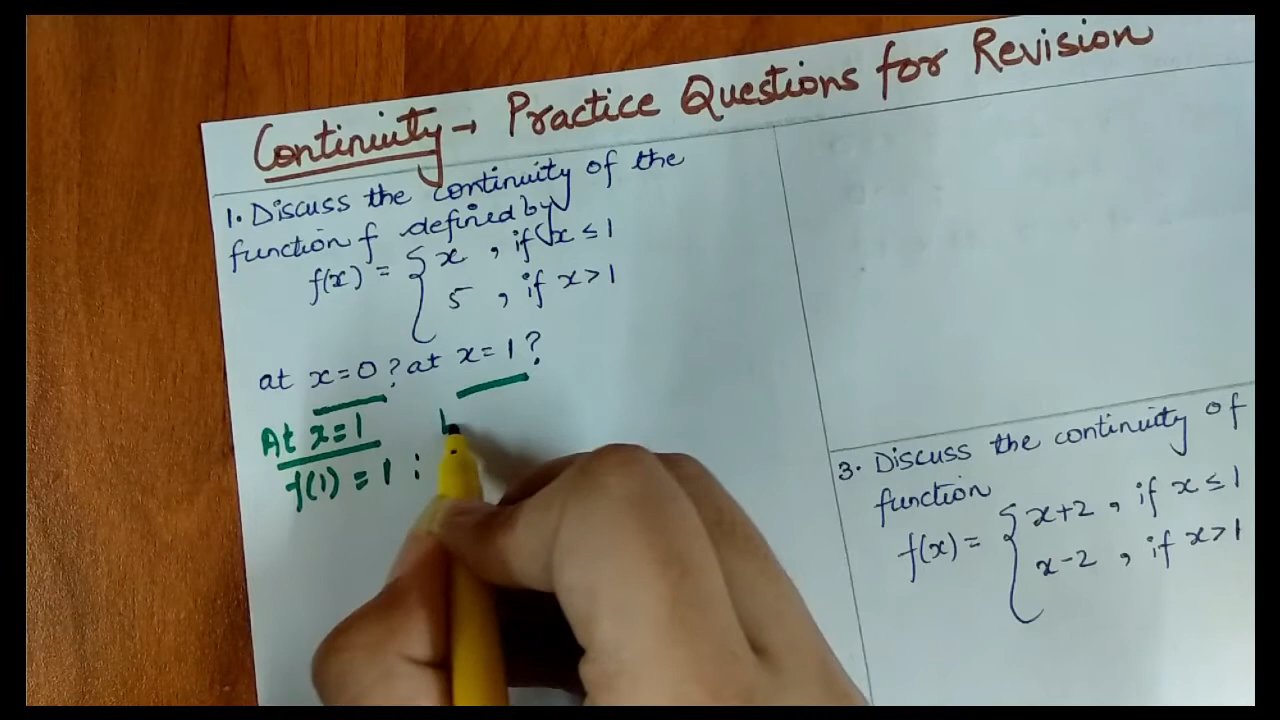 Continuity → Practice Questions for Revision
1. Discuss the continuity of the
function f defined by
f(x) = { x , if x ≤ 1
5 , if x > 1
at x=0 ? at x=1 ?
At x=1
f(1) = 1 ;
3. Discuss the continuity of
function
f(x) = { x+2 , if x ≤ 1
x-2 , if x > 1